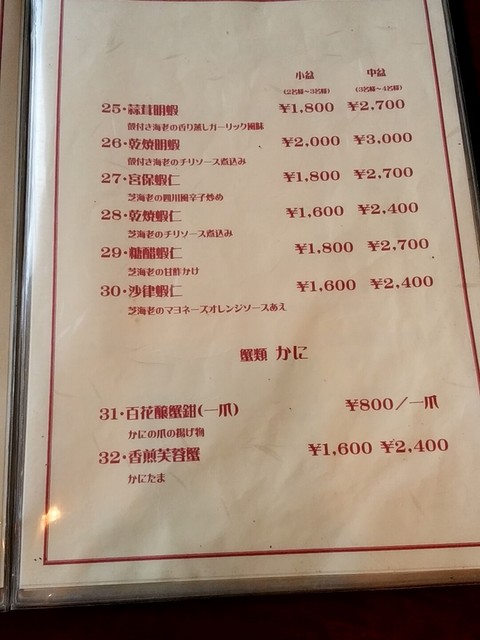 小盆 中盆
(2名様〜3名様) (3名様〜4名様)
25・蒜茸明蝦 ¥1.800 ¥2.700
殻付き海老の香り蒸しガーリック風味
26・乾焼明蝦 ¥2.000 ¥3,000
殻付き海老のチリソース煮込み
27・宮保蝦仁 ¥1,800 ¥2,700
芝海老の四川風辛子炒め
28・乾焼蝦仁 ¥1,600 ¥2,400
芝海老のチリソース煮込み
29・糖醋蝦仁 ¥1,800 ¥2,700
芝海老の甘酢かけ
30・沙律蝦仁 ¥1,600 ¥2,400
芝海老のマヨネーズオレンジソースあえ
蟹類 かに
31・百花醸蟹鉗(一爪) ¥800/一爪
かにの爪の揚げ物
32・香煎芙蓉蟹 ¥1,600 ¥2,400
かにたま